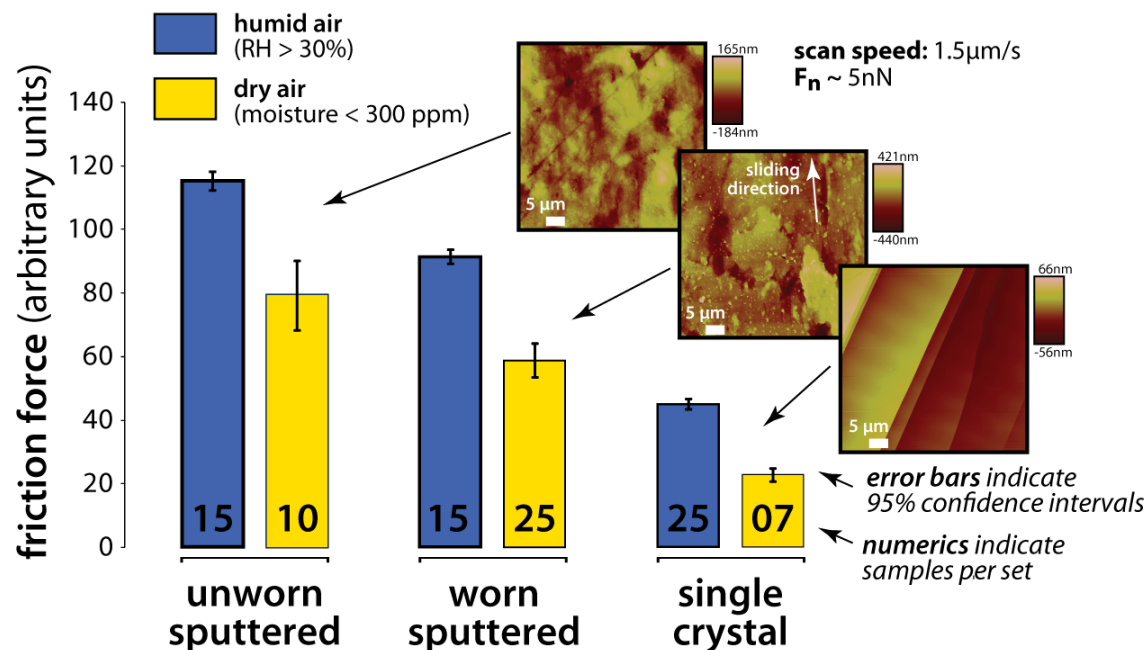 humid air
(RH > 30%)
dry air
(moisture < 300 ppm)
scan speed: 1.5µm/s
Fn ~ 5nN
friction force (arbitrary units)
140
120
100
80
60
40
20
0
165nm
-184nm
5 µm
sliding
direction
421nm
-440nm
5 µm
66nm
-56nm
5 µm
error bars indicate
95% confidence intervals
numerics indicate
samples per set
15
10
15
25
25
07
unworn
sputtered
worn
sputtered
single
crystal